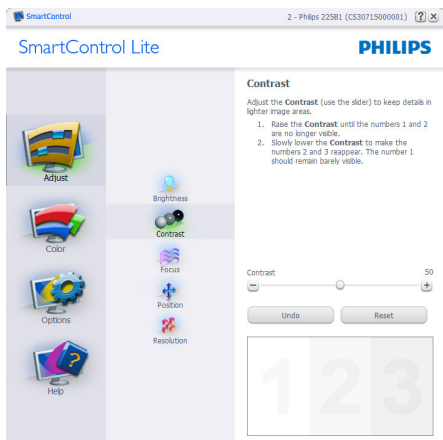 SmartControl
2 - Philips 225B1 (CS30715000001)
SmartControl Lite
PHILIPS
Contrast
Adjust the Contrast (use the slider) to keep details in
lighter image areas.
1. Raise the Contrast until the numbers 1 and 2
are no longer visible.
2. Slowly lower the Contrast to make the
numbers 2 and 3 reappear. The number 1
should remain barely visible.
Adjust
Color
Options
Help
Brightness
Contrast
Focus
Position
Resolution
Contrast 50
Undo Reset
1 2 3